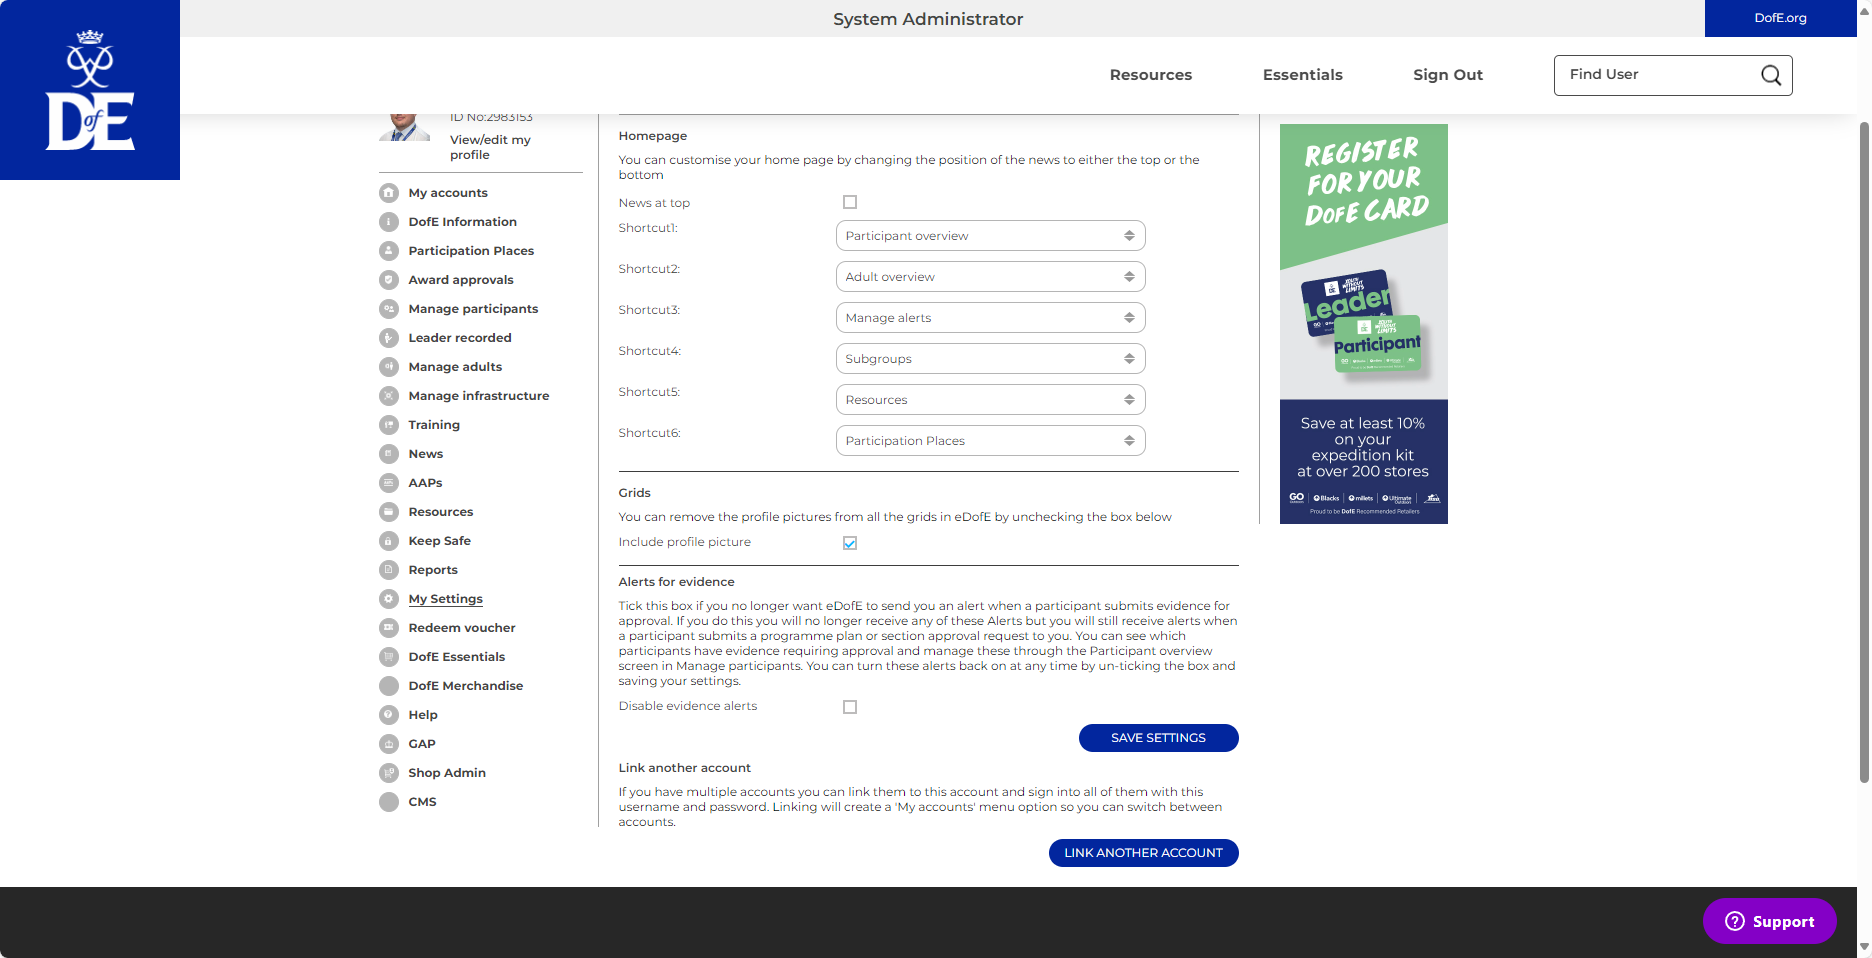 System Administrator
DofE.org
DofE
Resources
Essentials
Sign Out
Find User
ID No:2983153
View/edit my
profile
My accounts
DofE Information
Participation Places
Award approvals
Manage participants
Leader recorded
Manage adults
Manage infrastructure
Training
News
AAPs
Resources
Keep Safe
Reports
My Settings
Redeem voucher
DofE Essentials
DofE Merchandise
Help
GAP
Shop Admin
CMS
Homepage
You can customise your home page by changing the position of the news to either the top or the
bottom
News at top
Shortcut1:
Participant overview
Shortcut2:
Adult overview
Shortcut3:
Manage alerts
Shortcut4:
Subgroups
Shortcut5:
Resources
Shortcut6:
Participation Places
Grids
You can remove the profile pictures from all the grids in eDofE by unchecking the box below
Include profile picture
Alerts for evidence
Tick this box if you no longer want eDofE to send you an alert when a participant submits evidence for
approval. If you do this you will no longer receive any of these Alerts but you will still receive alerts when
a participant submits a programme plan or section approval request to you. You can see which
participants have evidence requiring approval and manage these through the Participant overview
screen in Manage participants. You can turn these alerts back on at any time by un-ticking the box and
saving your settings.
Disable evidence alerts
SAVE SETTINGS
Link another account
If you have multiple accounts you can link them to this account and sign into all of them with this
username and password. Linking will create a 'My accounts' menu option so you can switch between
accounts.
LINK ANOTHER ACCOUNT
REGISTER
FOR YOUR
DofE CARD
YOUTH
WITHOUT
LIMITS
Leader
YOUTH
WITHOUT
LIMITS
Participant
Save at least 10%
on your
expedition kit
at over 200 stores
GO Blacks millets Ultimate Outdoors
Proud to be DofE Recommended Retailers
Support